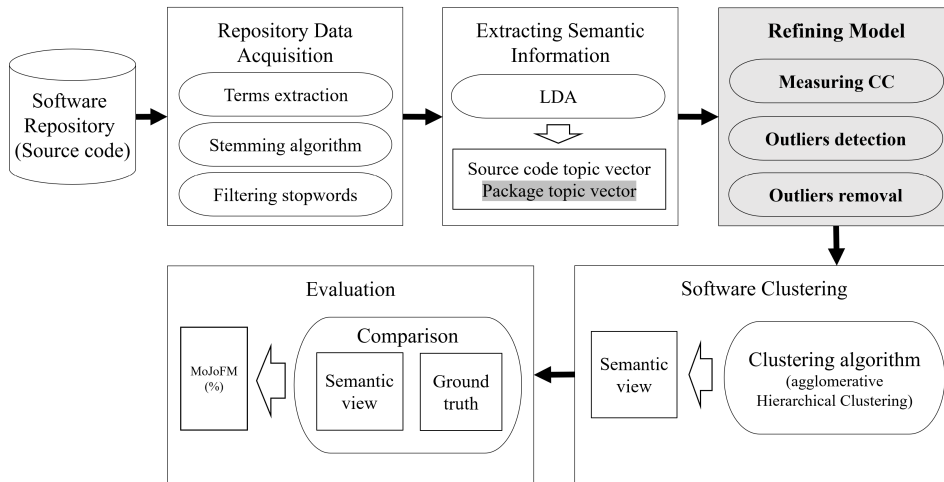 Software
Repository
(Source code)
Repository Data
Acquisition
Terms extraction
Stemming algorithm
Filtering stopwords
Extracting Semantic
Information
LDA
Source code topic vector
Package topic vector
Refining Model
Measuring CC
Outliers detection
Outliers removal
Evaluation
MoJoFM
(%)
Comparison
Semantic
view
Ground
truth
Software Clustering
Semantic
view
Clustering algorithm
(agglomerative
Hierarchical Clustering)